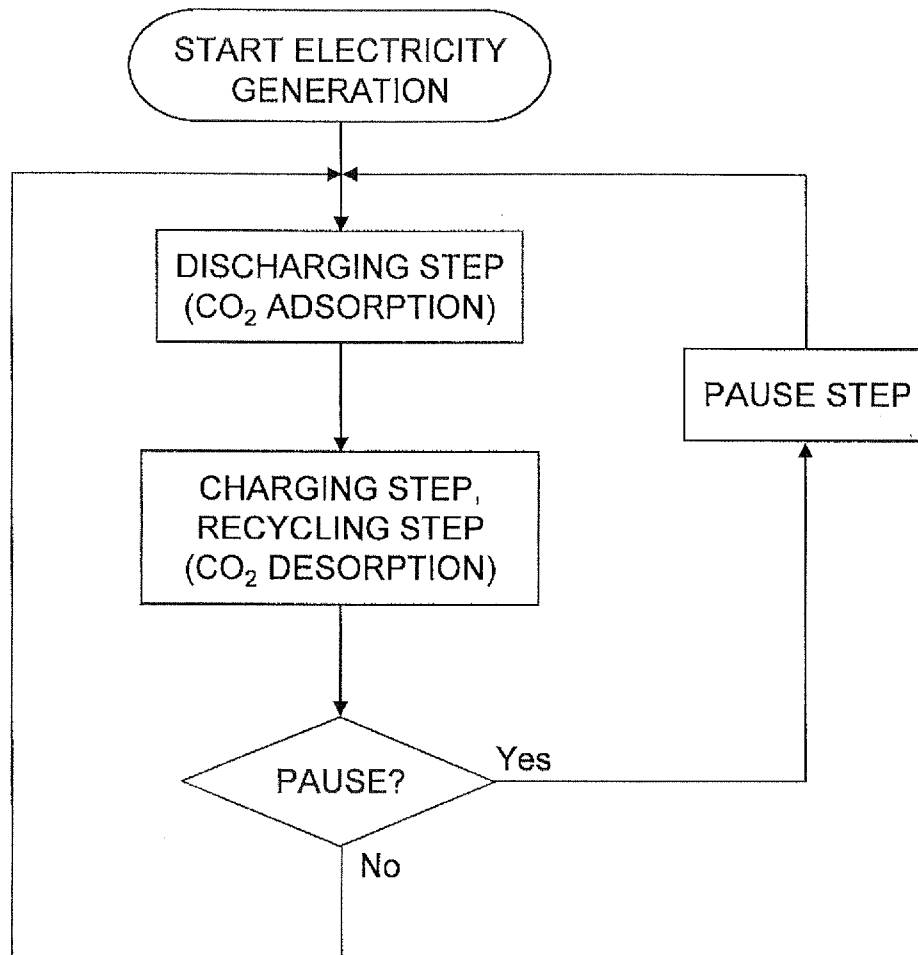 START ELECTRICITY
GENERATION
DISCHARGING STEP
(CO₂ ADSORPTION)
PAUSE STEP
CHARGING STEP,
RECYCLING STEP
(CO₂ DESORPTION)
PAUSE?
Yes
No